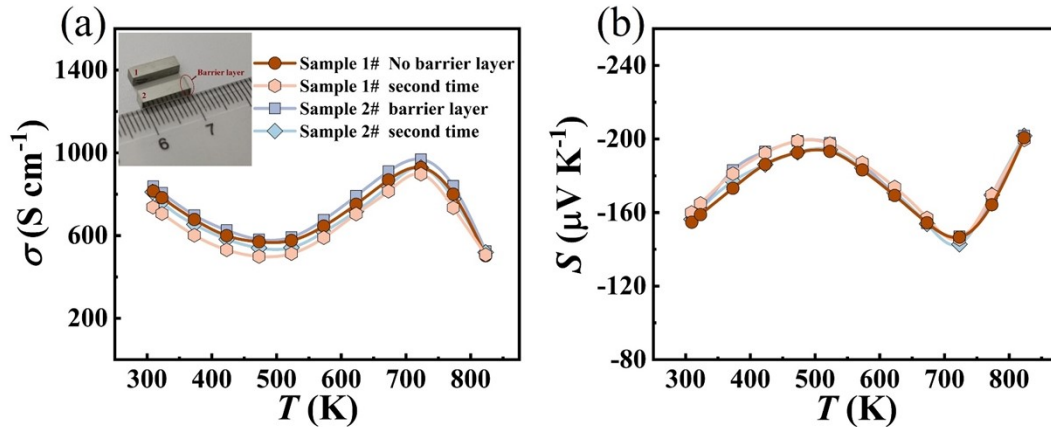 (a)
1
2
Barrier layer
6
7
Sample 1# No barrier layer
Sample 1# second time
Sample 2# barrier layer
Sample 2# second time
1400
1000
600
200
σ (S cm⁻¹)
300 400 500 600 700 800
T (K)
(b)
-240
-200
-160
-120
-80
S (μV K⁻¹)
300 400 500 600 700 800
T (K)